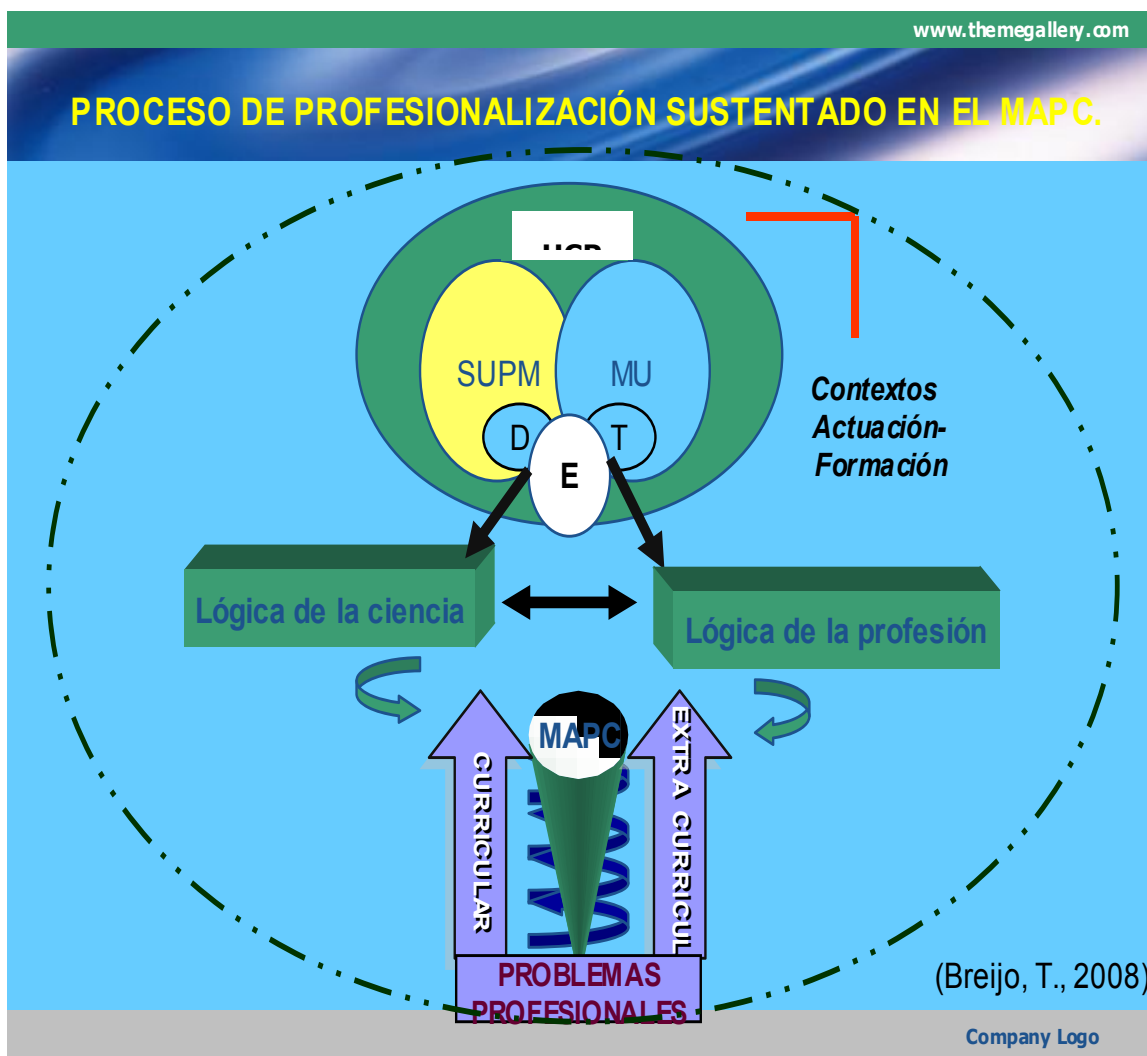 www.themegallery.com
PROCESO DE PROFESIONALIZACIÓN SUSTENTADO EN EL MAPC.
SUPM
MU
D
T
E
Contextos
Actuación-
Formación
Lógica de la ciencia
Lógica de la profesión
MAPC
CURRICULAR
EXTRA CURRICUL
PROBLEMAS
PROFESIONALES
(Breijo, T., 2008)
Company Logo